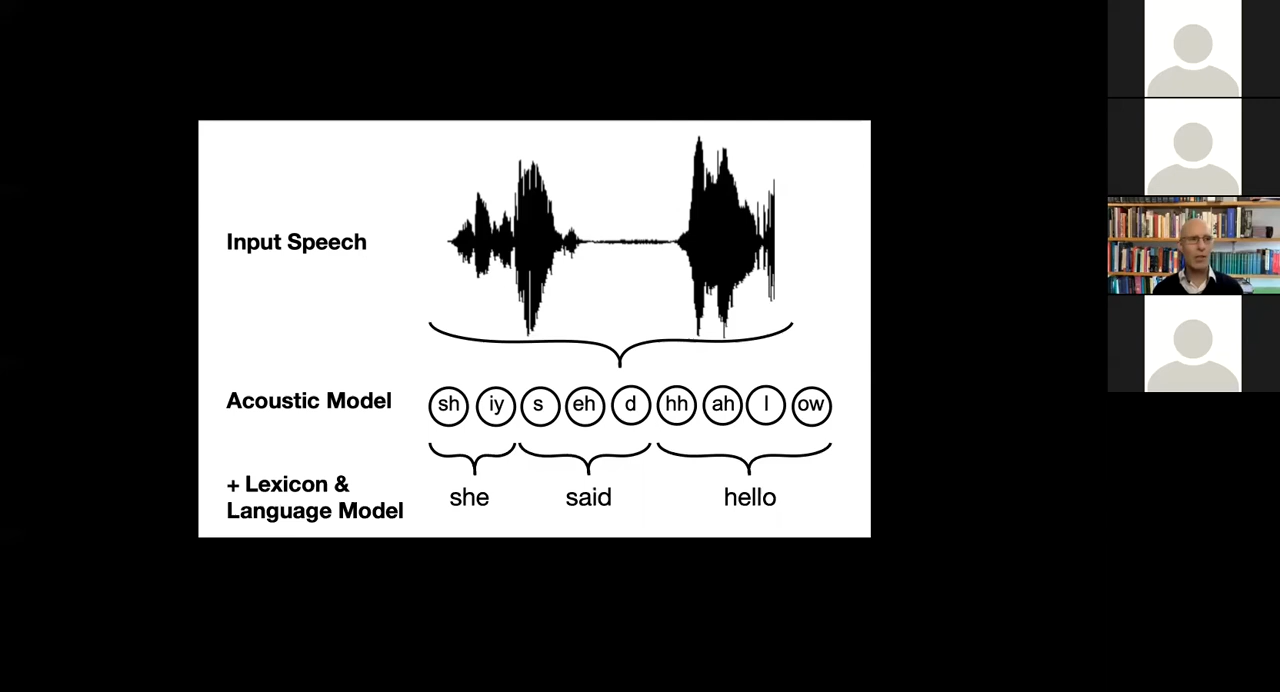 Input Speech
Acoustic Model
sh iy s eh d hh ah l ow
+ Lexicon &
Language Model
she said hello